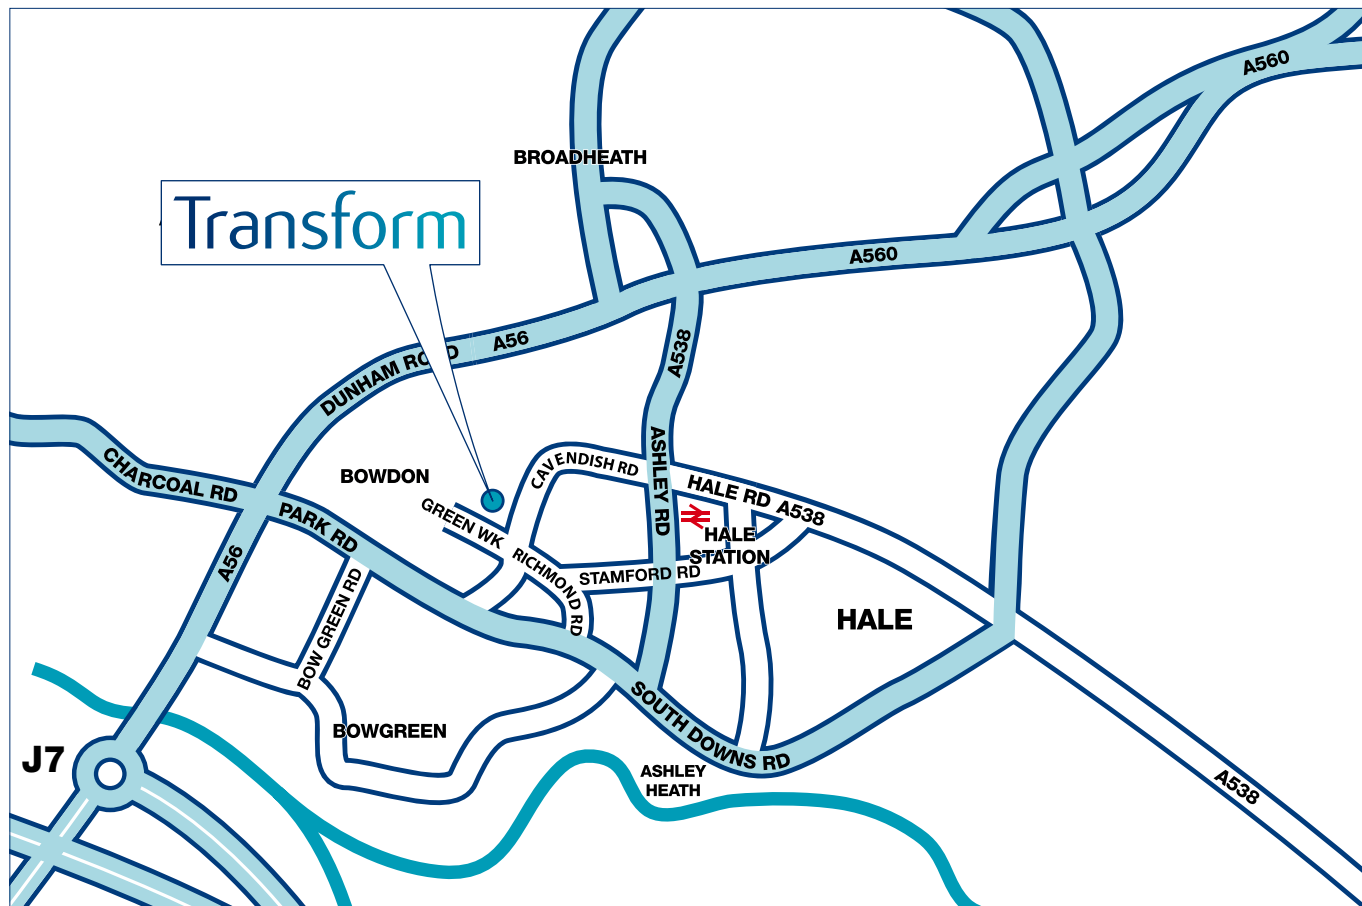 A560
BROADHEATH
Transform
A560
A56
DUNHAM ROAD
A538
CHARCOAL RD
BOWDON
CAVENDISH RD
ASHLEY RD
HALE RD A538
PARK RD
GREEN WK
RICHMOND RD
HALE
STATION
A56
STAMFORD RD
BOW GREEN RD
HALE
BOWGREEN
SOUTH DOWNS RD
J7
ASHLEY
HEATH
A538